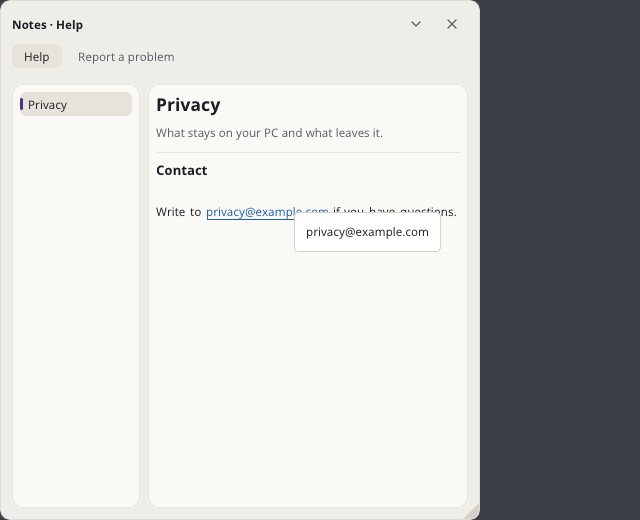 Notes · Help
Help
Report a problem
Privacy
Privacy
What stays on your PC and what leaves it.
Contact
Write to privacy@example.com if you have questions.
privacy@example.com